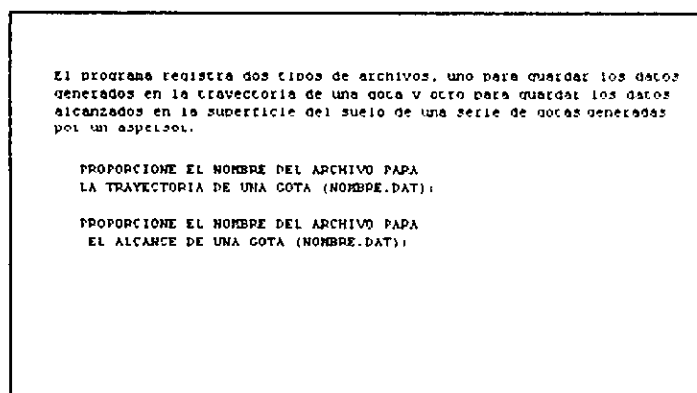 El programa registra dos tipos de archivos, uno para guardar los datos
generados en la trayectoria de una gota y otro para guardar los datos
alcanzados en la superficie del suelo de una serie de gotas generadas
por un aspersor.
PROPORCIONE EL NOMBRE DEL ARCHIVO PARA
LA TRAYECTORIA DE UNA GOTA (NOMBRE.DAT):
PROPORCIONE EL NOMBRE DEL ARCHIVO PARA
EL ALCANCE DE UNA GOTA (NOMBRE.DAT):